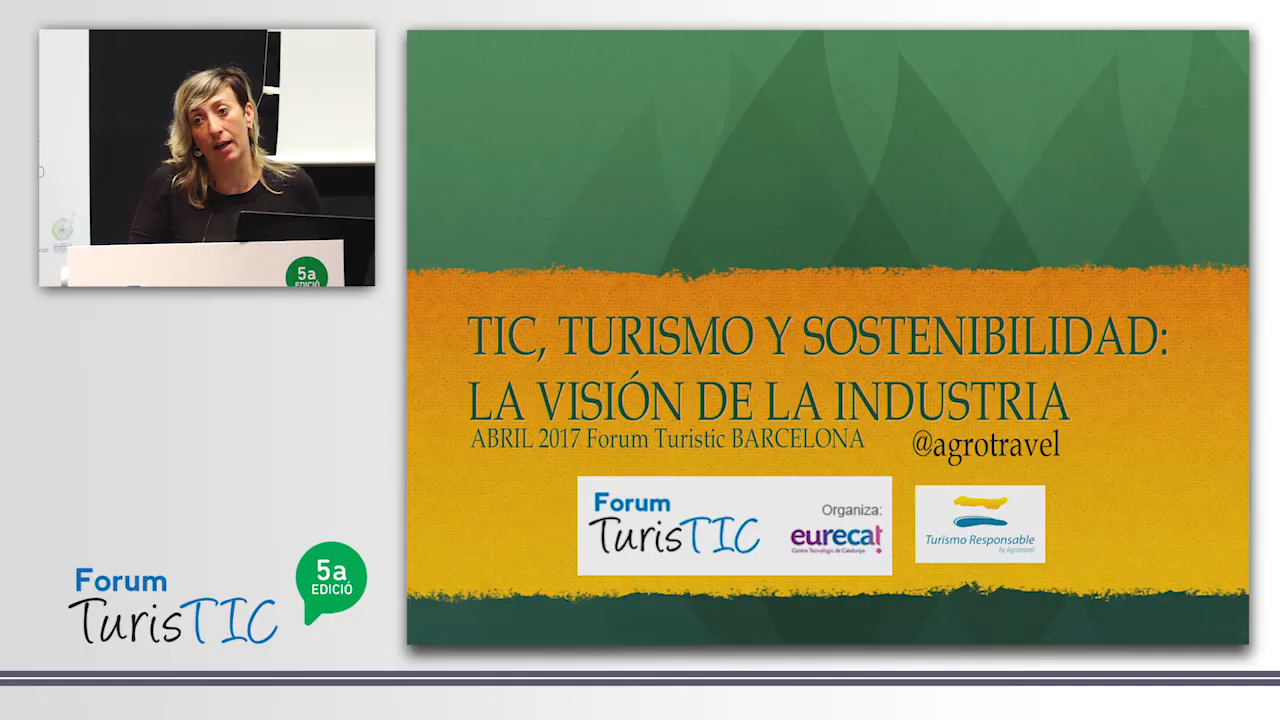 5a
EDICIÓ
TIC, TURISMO Y SOSTENIBILIDAD:
LA VISIÓN DE LA INDUSTRIA
ABRIL 2017 Forum Turistic BARCELONA
@agrotravel
Forum
TurisTIC
Organiza:
eurecat
Centre Tecnològic de Catalunya
Turismo Responsable
by Agrotravel
Forum
TurisTIC
5a
EDICIÓ